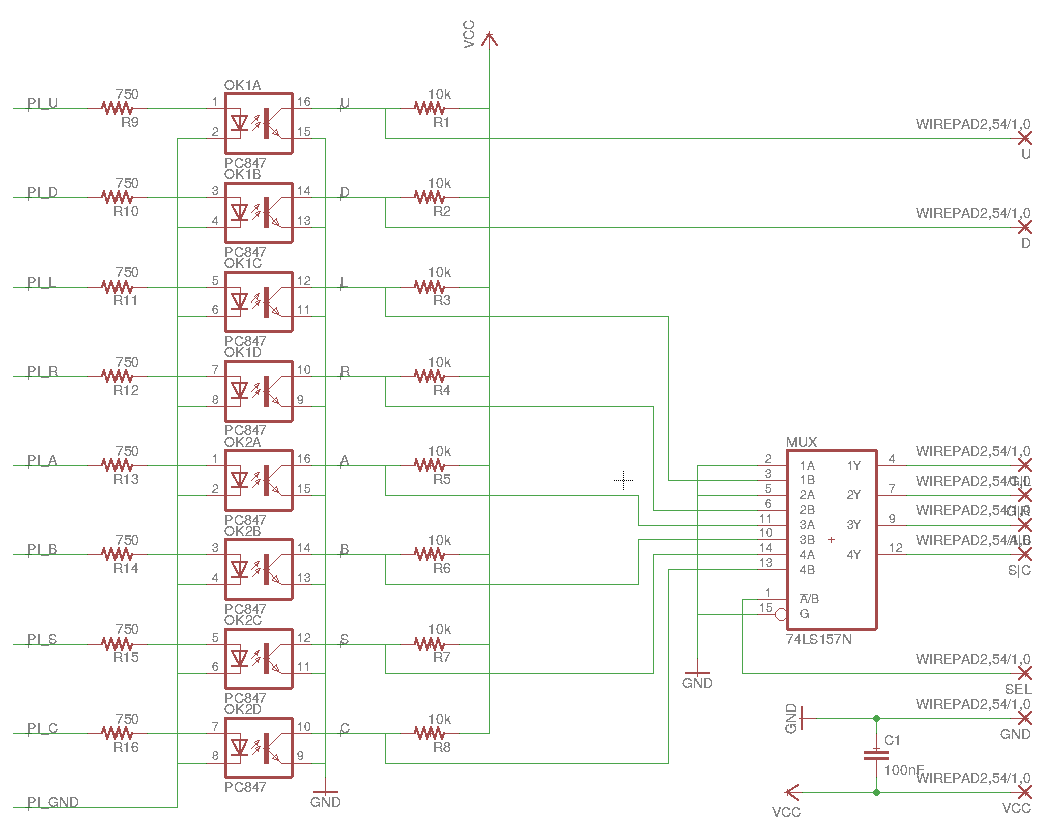 VCC
PI_U 750 R9 OK1A 1 2 16 15 PC847 U 10k R1 WIREPAD2,54/1,0 U
PI_D 750 R10 OK1B 3 4 14 13 PC847 D 10k R2 WIREPAD2,54/1,0 D
PI_L 750 R11 OK1C 5 6 12 11 PC847 L 10k R3
PI_R 750 R12 OK1D 7 8 10 9 PC847 R 10k R4
PI_A 750 R13 OK2A 1 2 16 15 PC847 A 10k R5
PI_B 750 R14 OK2B 3 4 14 13 PC847 B 10k R6
PI_S 750 R15 OK2C 5 6 12 11 PC847 S 10k R7
PI_C 750 R16 OK2D 7 8 10 9 PC847 C 10k R8
PI_GND
GND
MUX
2 1A 1Y 4 WIREPAD2,54/1,0
3 1B
5 2A 2Y 7 WIREPAD2,54/1,0
6 2B
11 3A 3Y 9 WIREPAD2,54/1,0
10 3B +
14 4A 4Y 12 WIREPAD2,54/1,0
13 4B
S|C
1 A/B
15 G
74LS157N
GND
WIREPAD2,54/1,0
SEL
GND WIREPAD2,54/1,0
GND
C1
100nF
WIREPAD2,54/1,0
VCC VCC